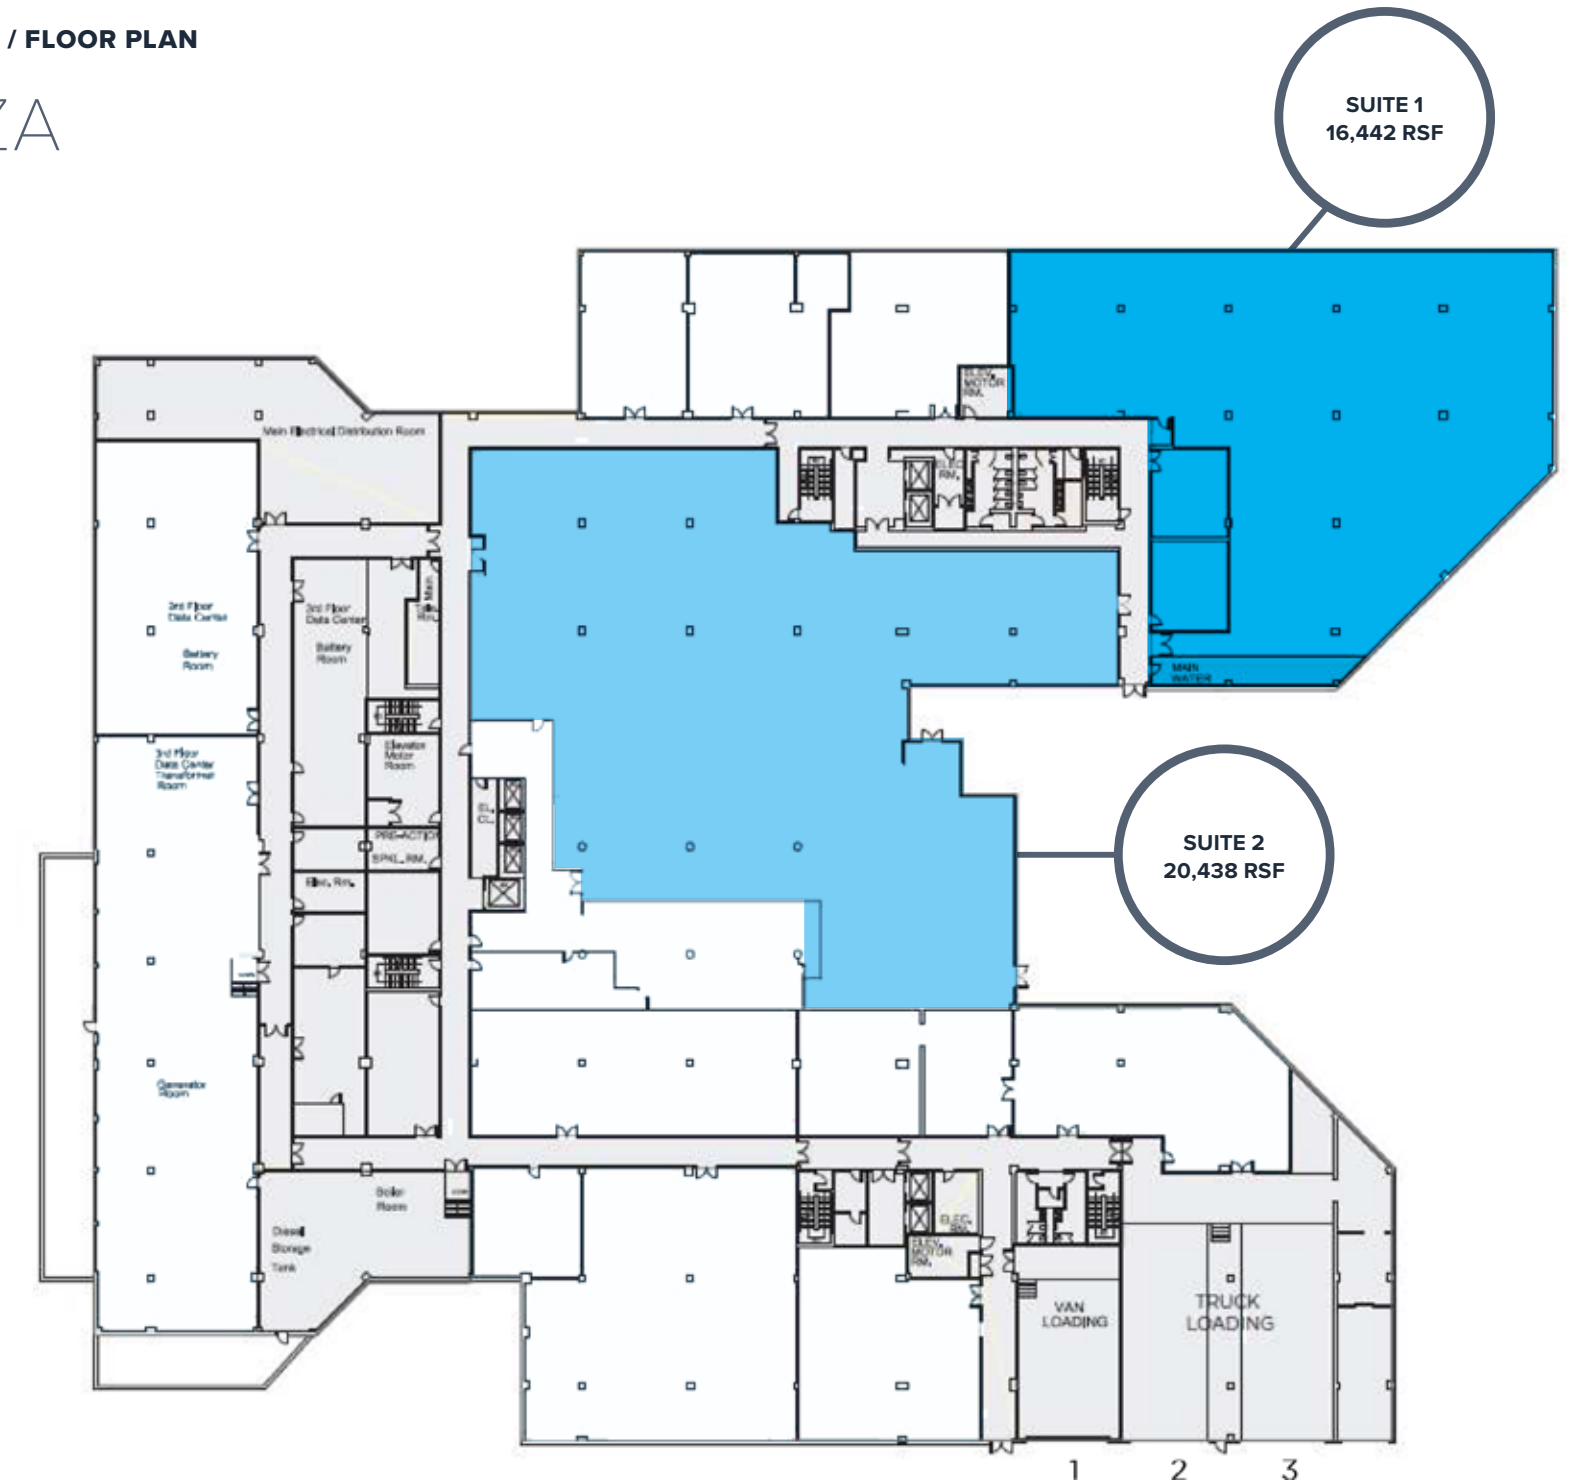 / FLOOR PLAN
ZA
SUITE 1
16,442 RSF
ELEV.
MOTOR
RM.
Main Electrical Distribution Room
ELEC.
RM.
3rd Floor
Data Center
Battery
Room
3rd Floor
Data Center
Battery
Room
Main
MAIN
WATER
Elevator
Motor
Room
3rd Floor
Data Center
Transformer
Room
EL.
CL.
PRE-ACTION
SPKL. RM.
SUITE 2
20,438 RSF
Elec. Rm.
Generator
Room
Boiler
Room
Diesel
Storage
Tank
ELEC.
RM.
ELEV.
MOTOR
RM.
VAN
LOADING
TRUCK
LOADING
1
2
3